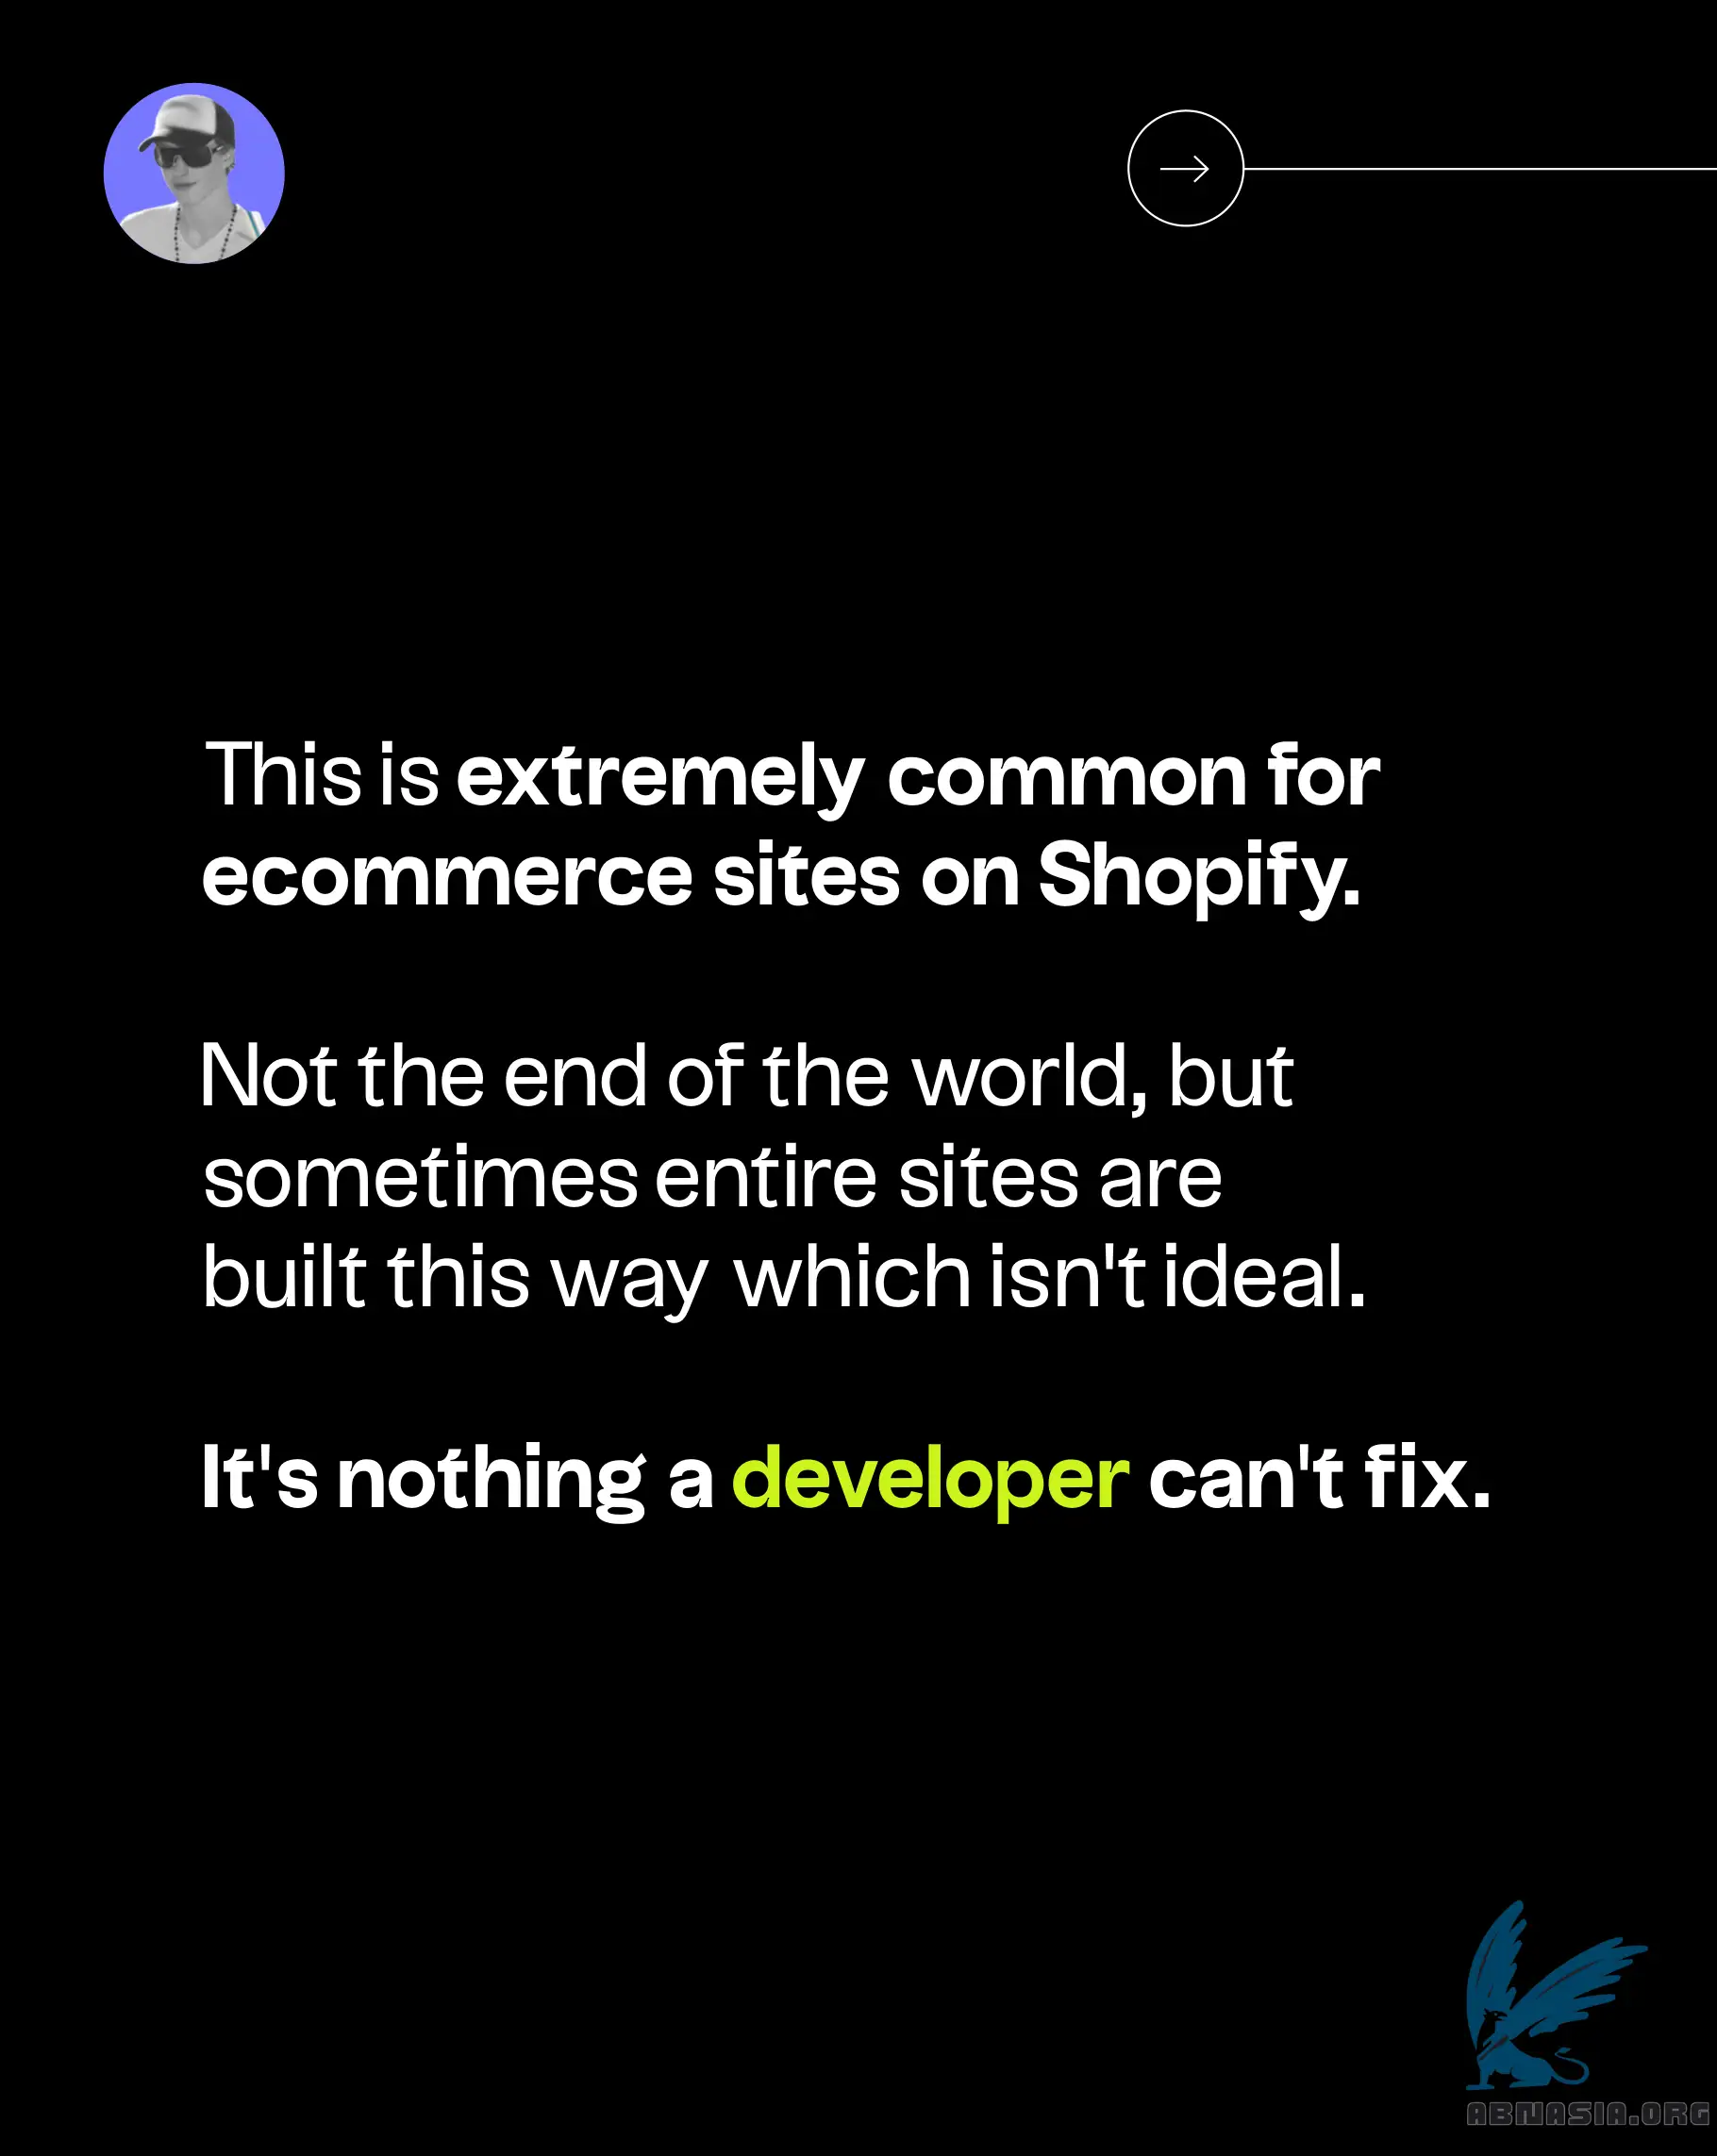 This is extremely common for
ecommerce sites on Shopify.
Not the end of the world, but
sometimes entire sites are
built this way which isn't ideal.
It's nothing a developer can't fix.
ABNASIA.ORG